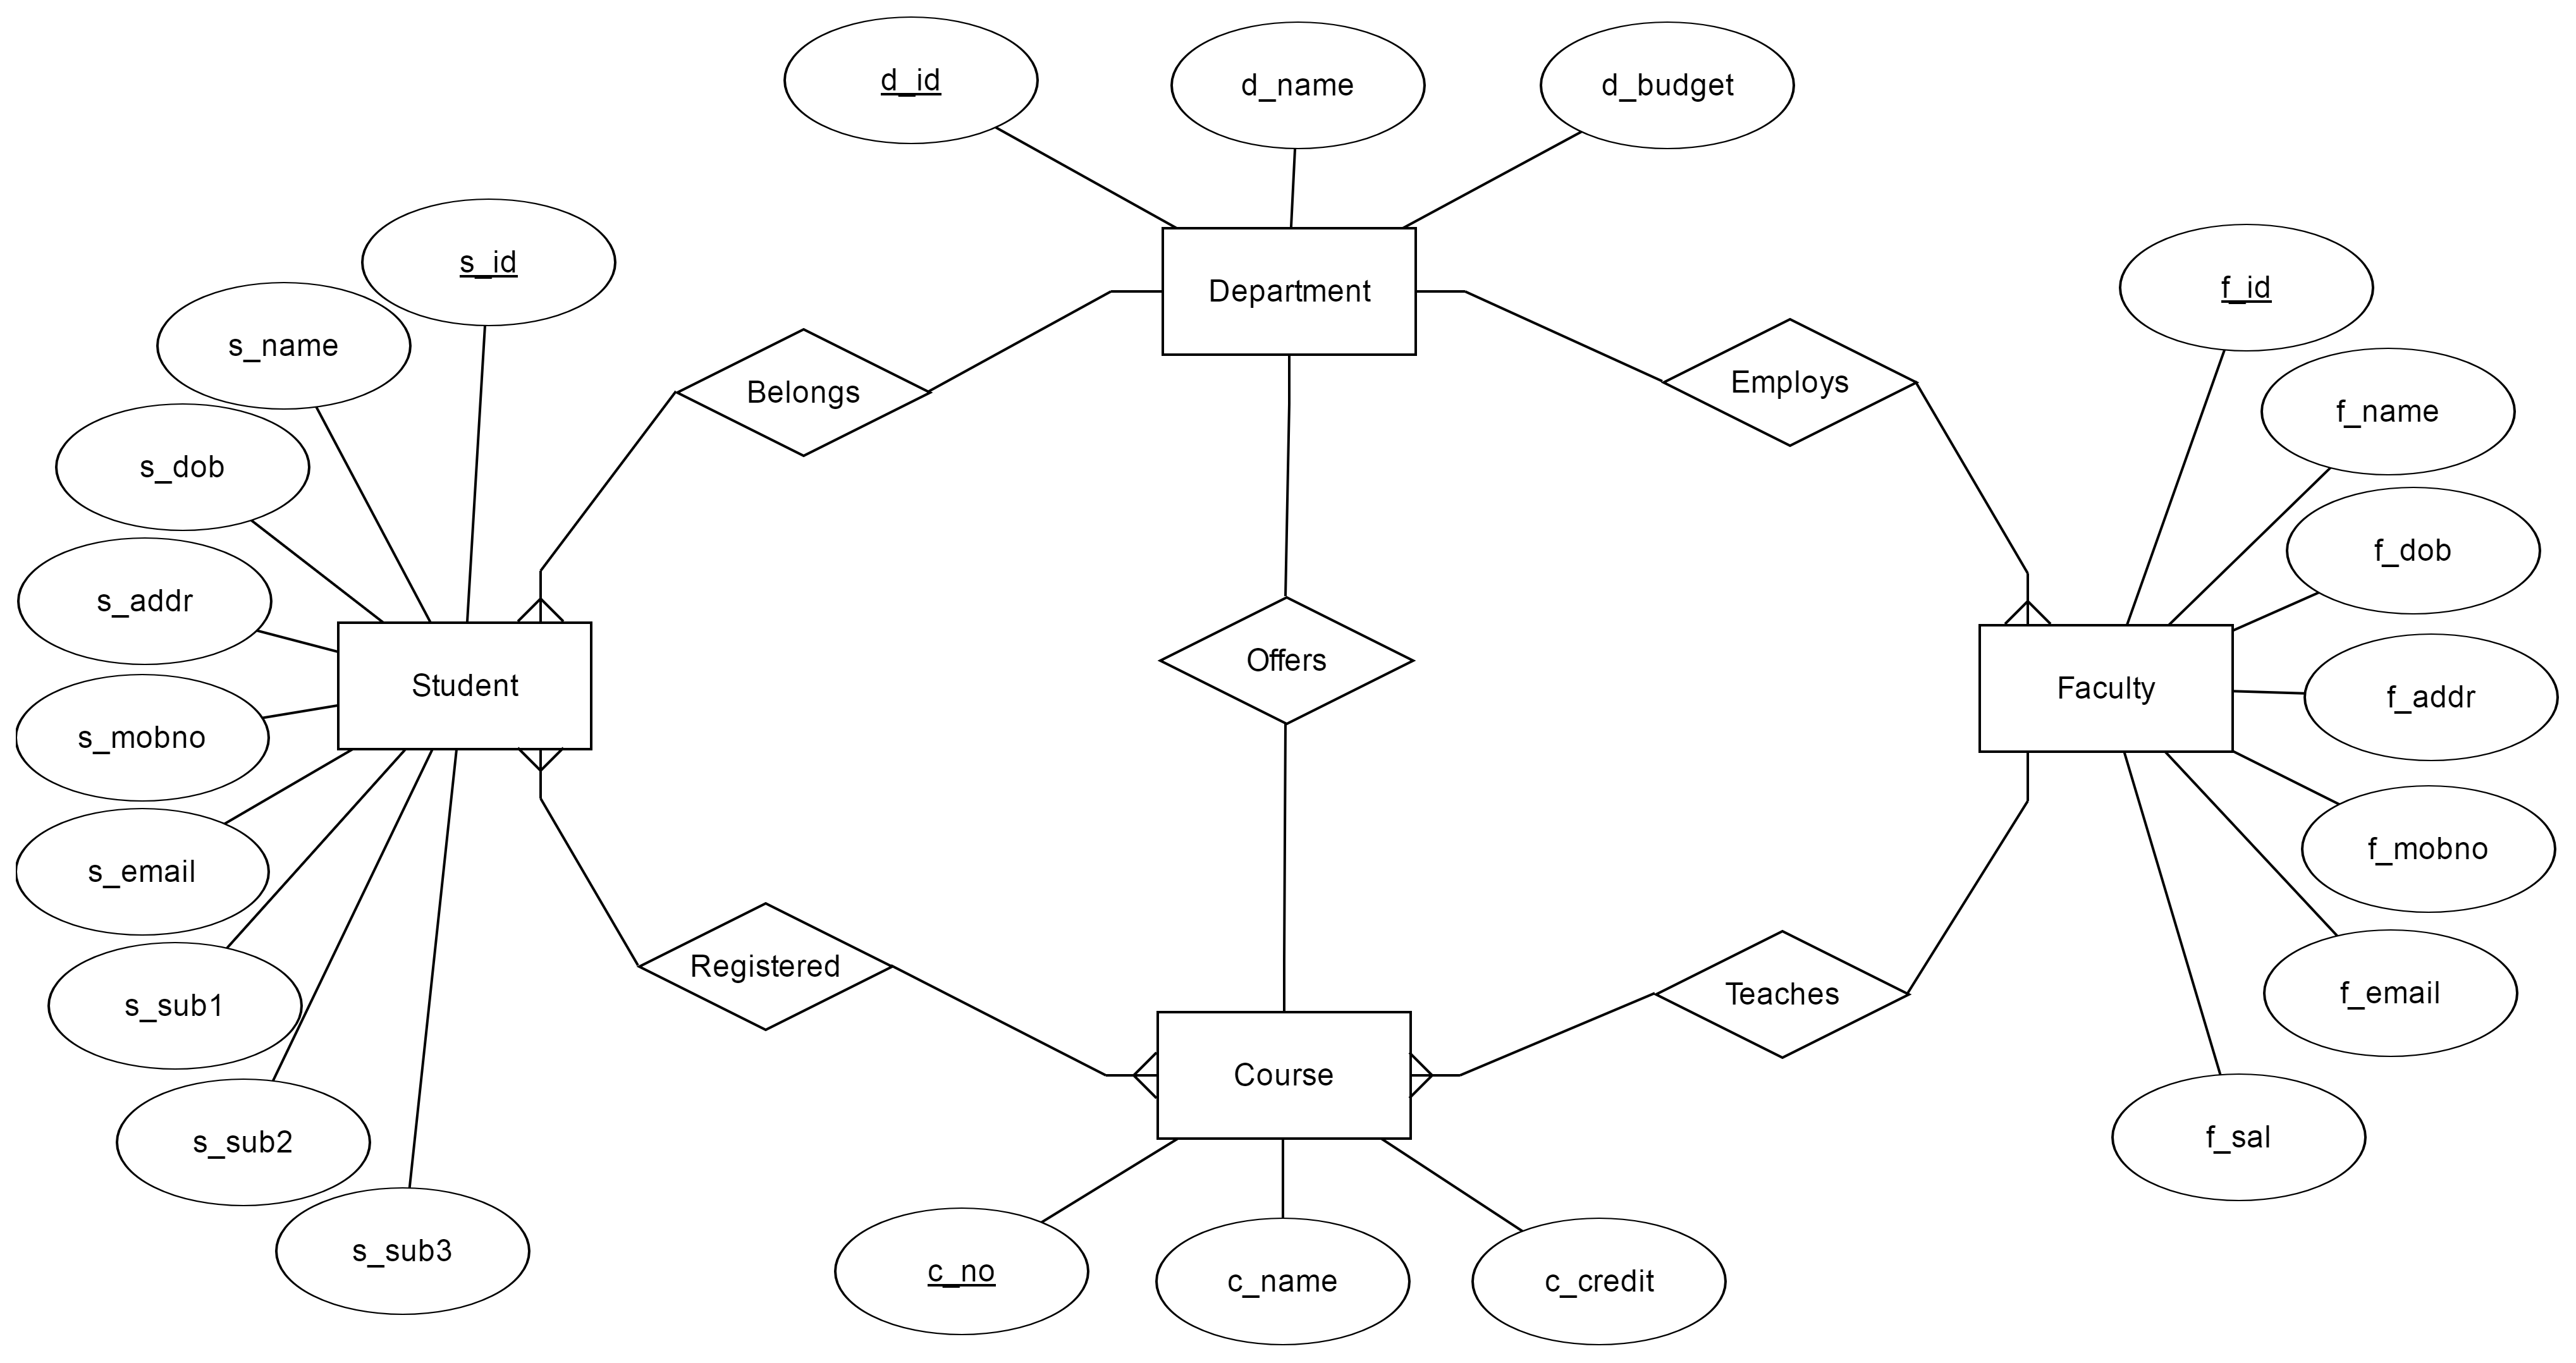 d_id
d_name
d_budget
s_id
f_id
Department
s_name
Belongs
Employs
f_name
s_dob
f_dob
s_addr
Offers
Student
Faculty
f_addr
s_mobno
f_mobno
s_email
Registered
Teaches
f_email
s_sub1
Course
s_sub2
f_sal
s_sub3
c_no
c_name
c_credit